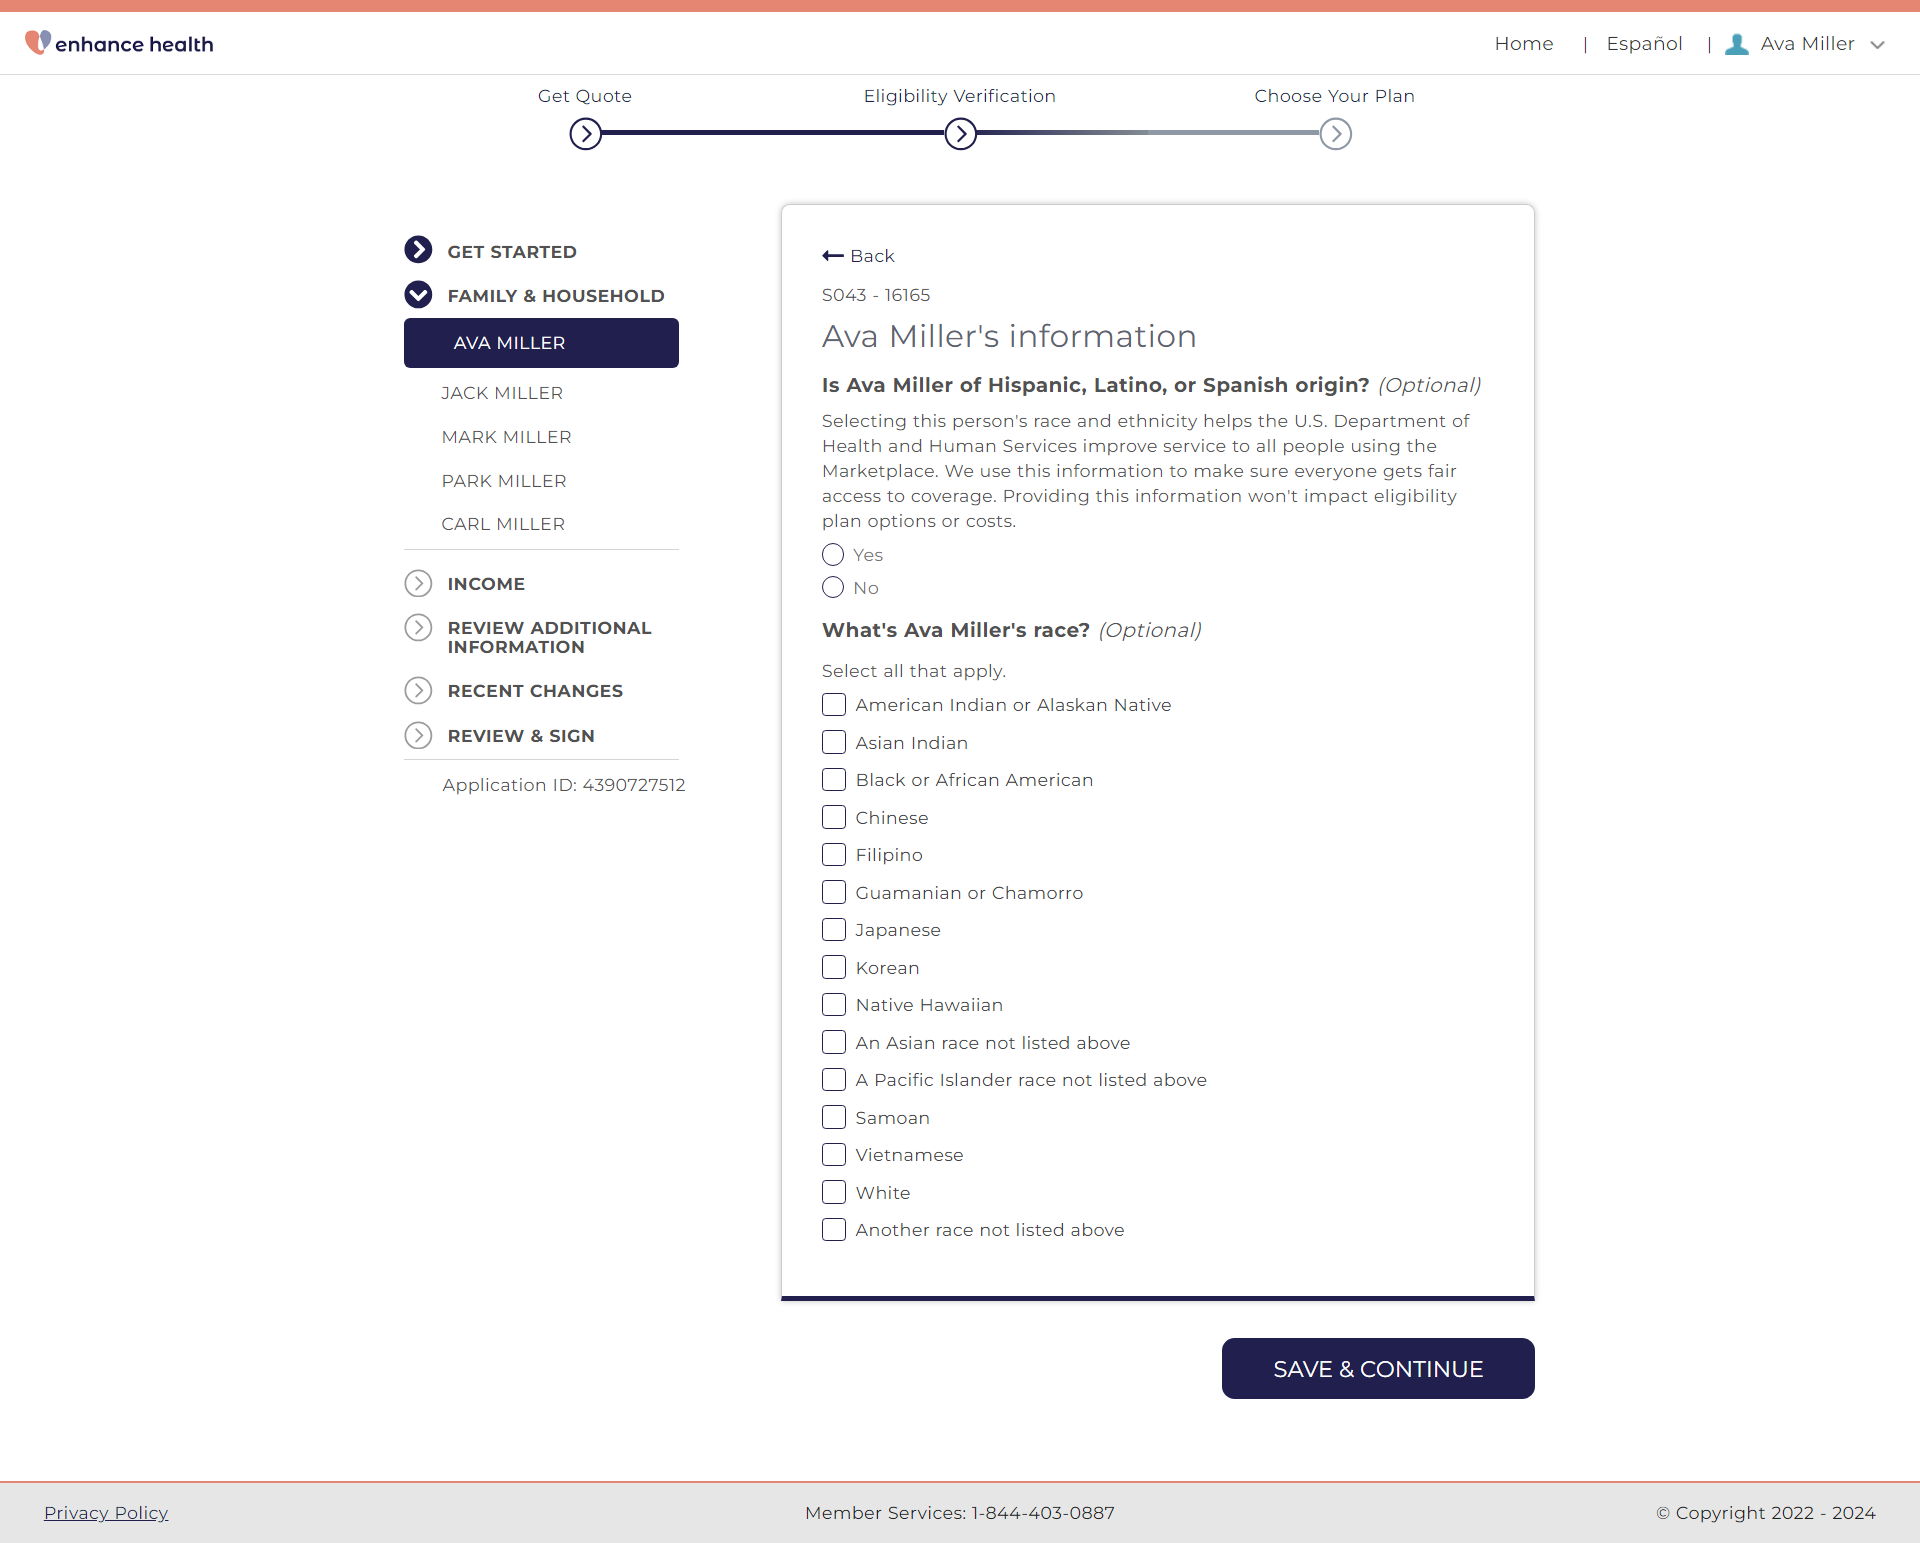 enhance health
Home | Español | Ava Miller
Get Quote
Eligibility Verification
Choose Your Plan
GET STARTED
FAMILY & HOUSEHOLD
AVA MILLER
JACK MILLER
MARK MILLER
PARK MILLER
CARL MILLER
INCOME
REVIEW ADDITIONAL
INFORMATION
RECENT CHANGES
REVIEW & SIGN
Application ID: 4390727512
Back
S043 - 16165
Ava Miller's information
Is Ava Miller of Hispanic, Latino, or Spanish origin? (Optional)
Selecting this person's race and ethnicity helps the U.S. Department of
Health and Human Services improve service to all people using the
Marketplace. We use this information to make sure everyone gets fair
access to coverage. Providing this information won't impact eligibility
plan options or costs.
Yes
No
What's Ava Miller's race? (Optional)
Select all that apply.
American Indian or Alaskan Native
Asian Indian
Black or African American
Chinese
Filipino
Guamanian or Chamorro
Japanese
Korean
Native Hawaiian
An Asian race not listed above
A Pacific Islander race not listed above
Samoan
Vietnamese
White
Another race not listed above
SAVE & CONTINUE
Privacy Policy
Member Services: 1-844-403-0887
© Copyright 2022 - 2024